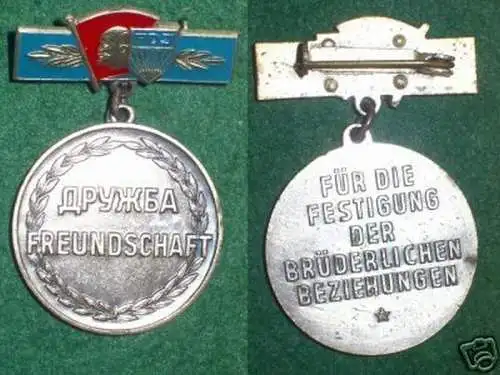 ДРУЖБА
FREUNDSCHAFT
FÜR DIE
FESTIGUNG
DER
BRÜDERLICHEN
BEZIEHUNGEN